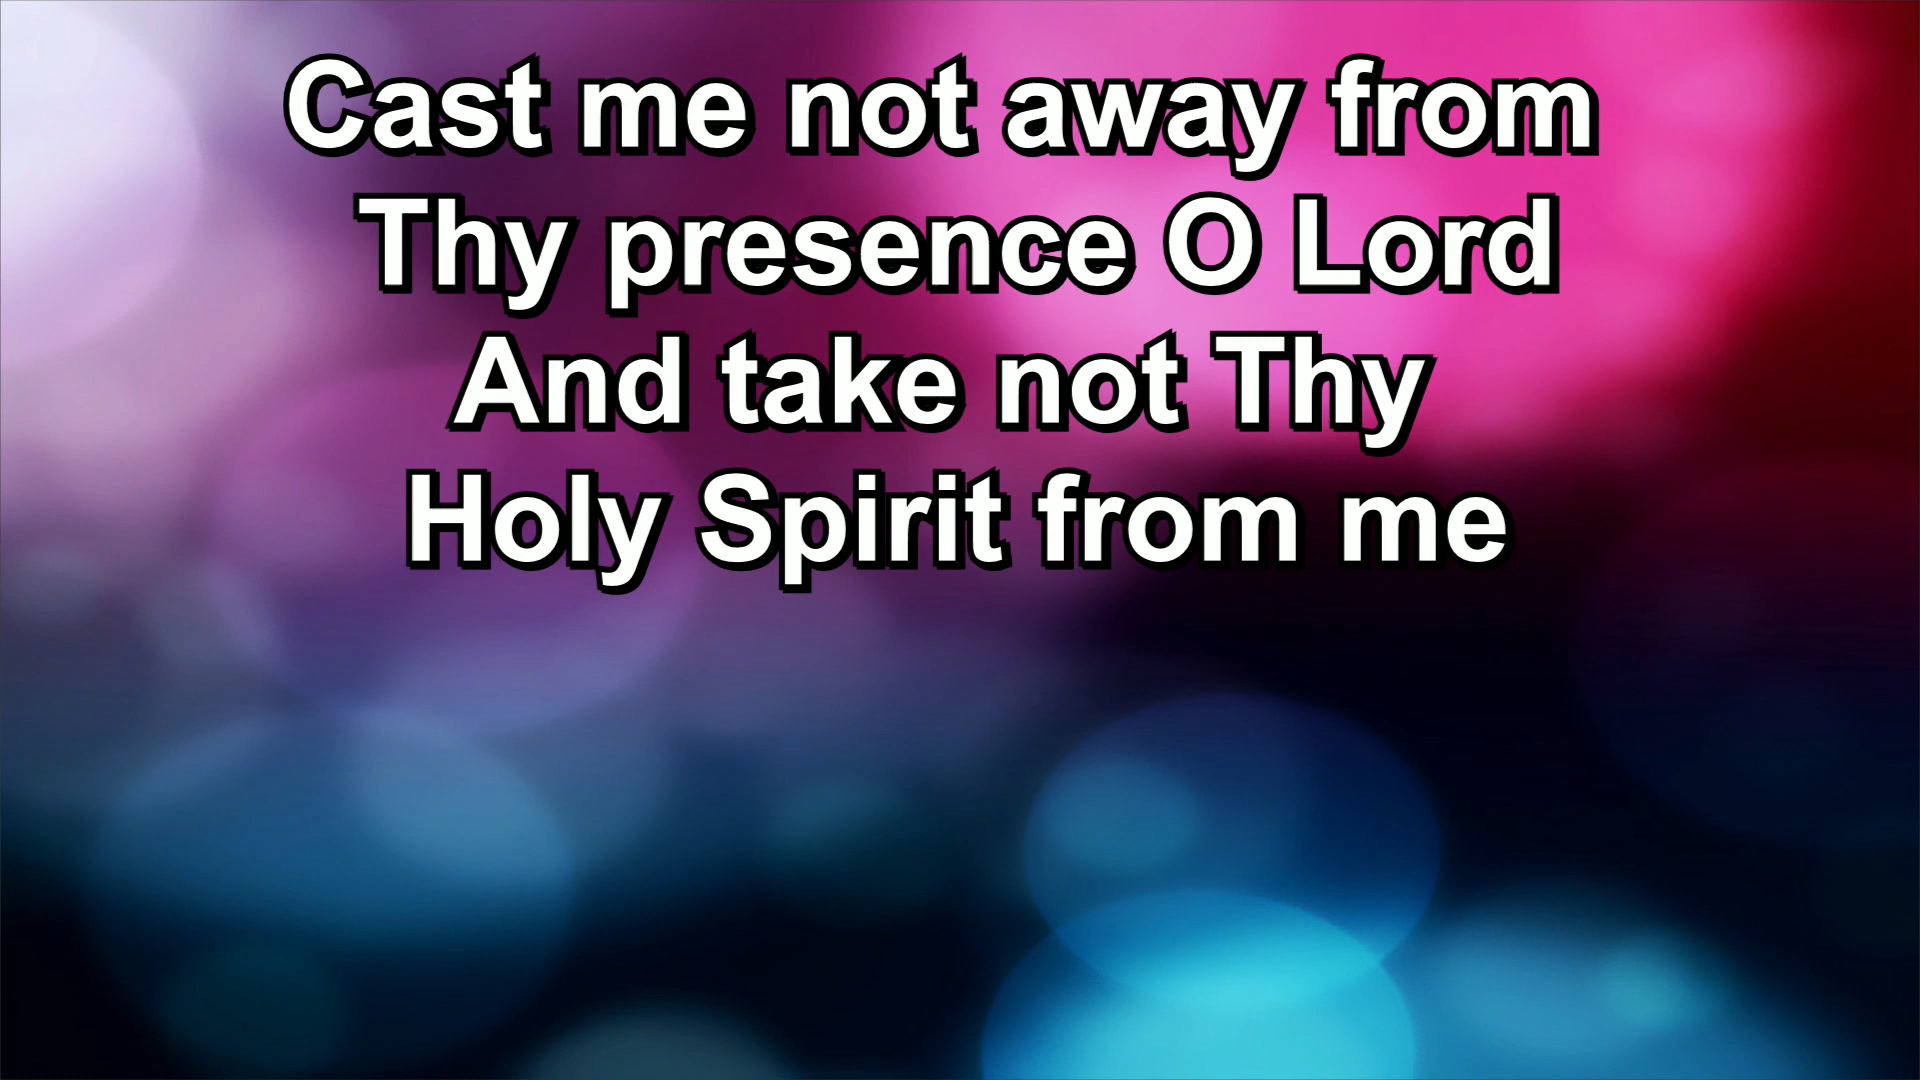 Cast me not away from
Thy presence O Lord
And take not Thy
Holy Spirit from me